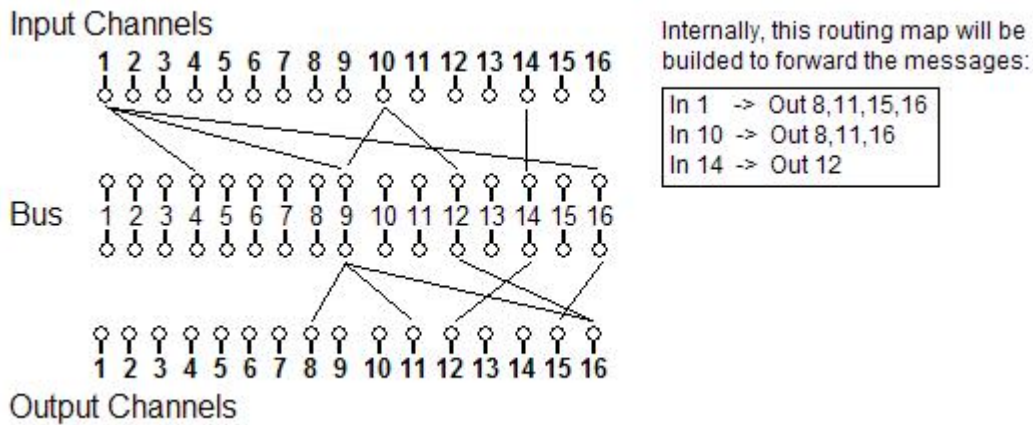 Input Channels
1 2 3 4 5 6 7 8 9 10 11 12 13 14 15 16
Bus 1 2 3 4 5 6 7 8 9 10 11 12 13 14 15 16
1 2 3 4 5 6 7 8 9 10 11 12 13 14 15 16
Output Channels
Internally, this routing map will be
builded to forward the messages:
In 1 -> Out 8,11,15,16
In 10 -> Out 8,11,16
In 14 -> Out 12